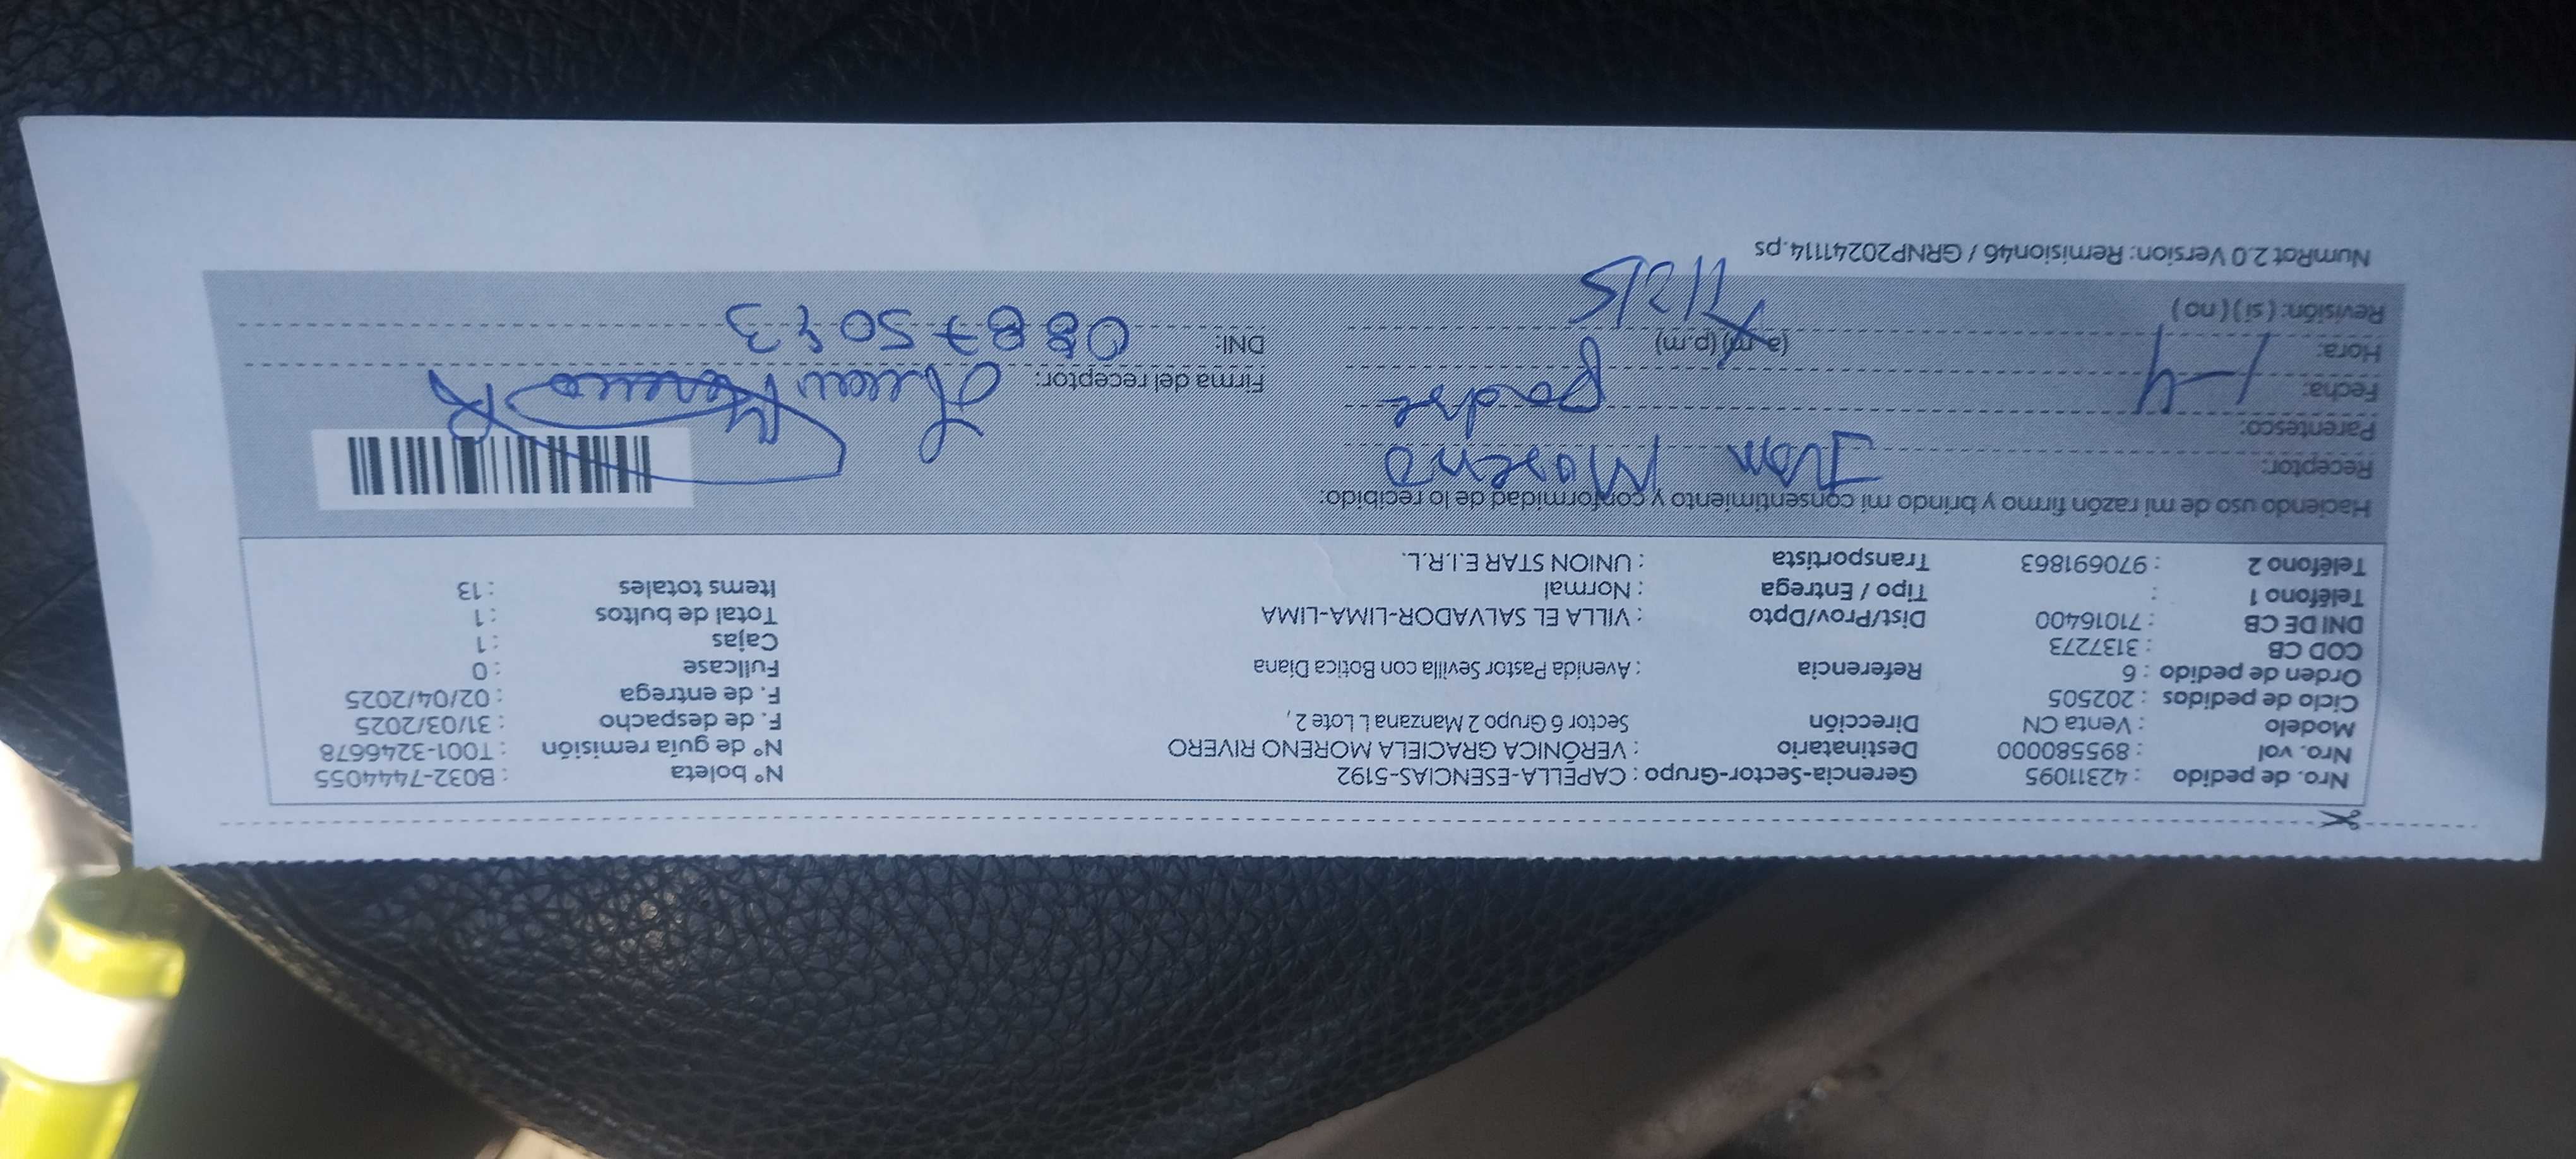 Nro. de pedido : 42311095 Gerencia-Sector-Grupo : CAPELLA-ESENCIAS-5192 N° boleta : B032-7444055
Nro. vol : 895580000 Destinatario : VERÓNICA GRACIELA MORENO RIVERO N° de guía remisión : T001-3246678
Modelo : Venta CN Dirección Sector 6 Grupo 2 Manzana L Lote 2 , F. de despacho : 31/03/2025
Ciclo de pedidos : 202505 F. de entrega : 02/04/2025
Orden de pedido : 6 Referencia : Avenida Pastor Sevilla con Botica Diana Fullcase : 0
COD CB : 3137273 Cajas : 1
DNI DE CB : 71016400 Dist/Prov/Dpto : VILLA EL SALVADOR-LIMA-LIMA Total de bultos : 1
Teléfono 1 : Tipo / Entrega : Normal Items totales : 13
Teléfono 2 : 970691863 Transportista : UNION STAR E.I.R.L.
Haciendo uso de mi razón firmo y brindo mi consentimiento y conformidad de lo recibido:
Receptor: Moreno
Parentesco: padre
Fecha: 1-4 Firma del receptor:
Hora: (a.m) (p.m) DNI:
Revisión: ( si ) ( no )
NumRot 2.0 Version: Remision46 / GRNP20241114.ps